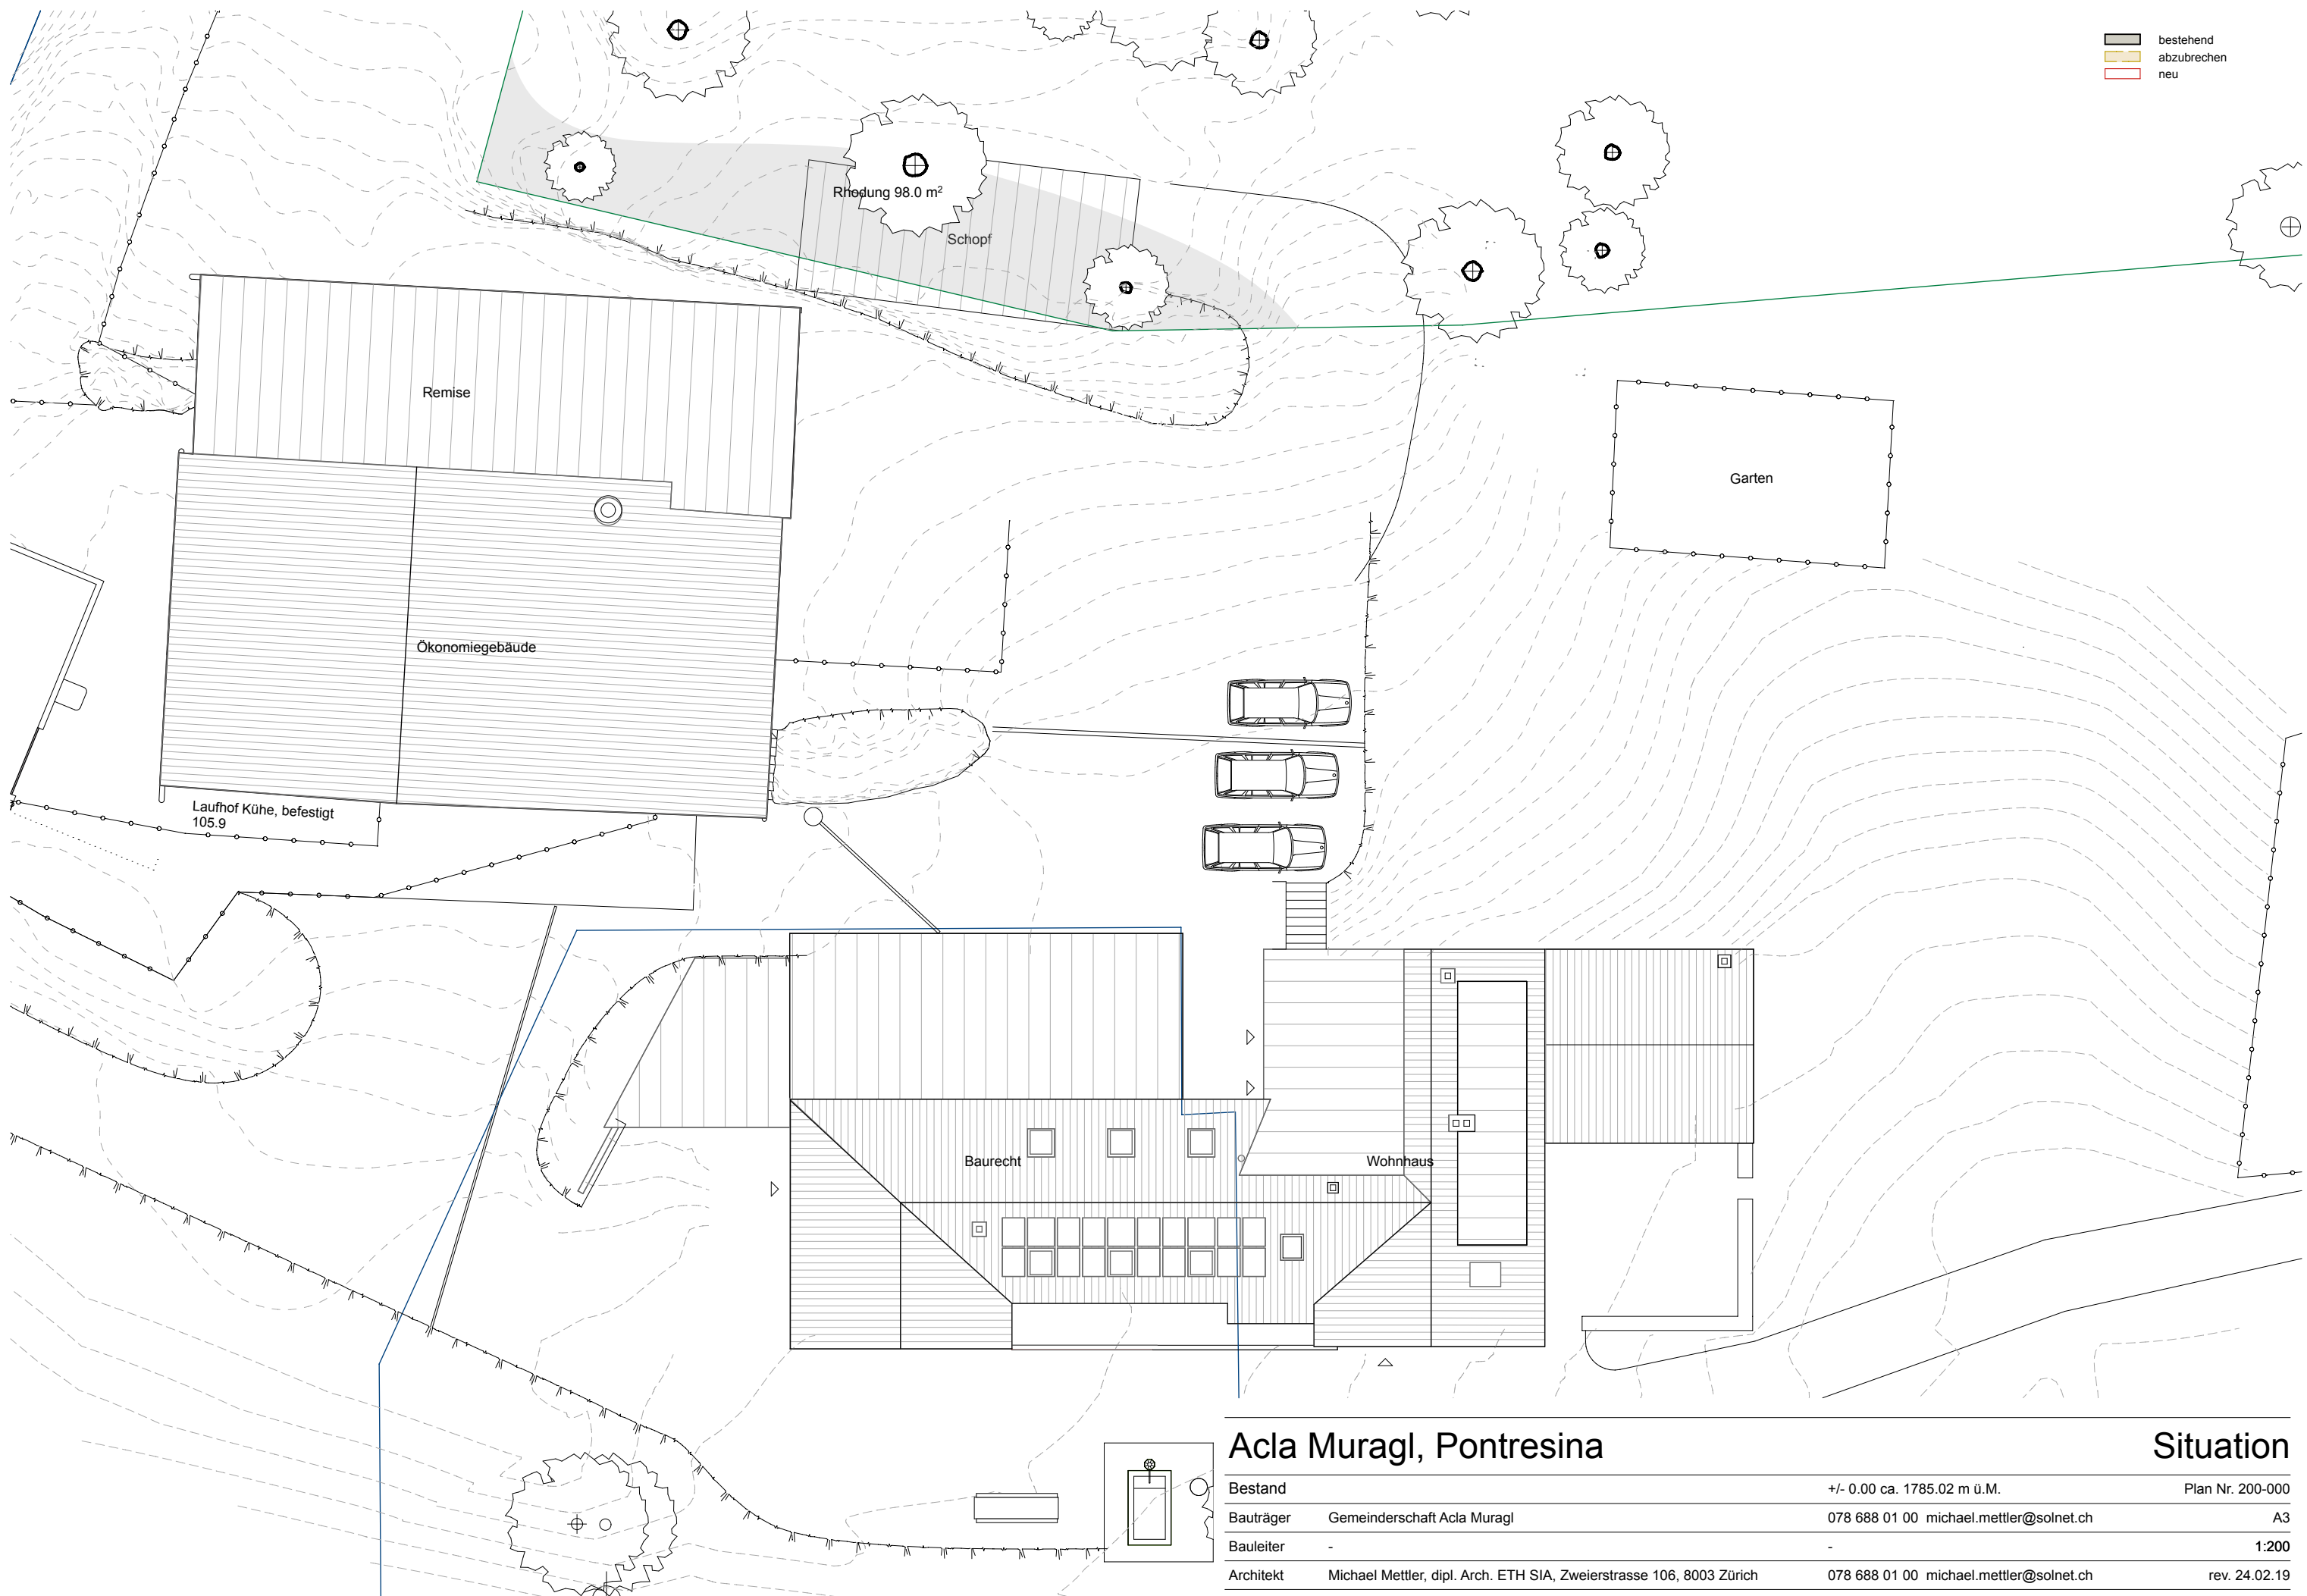 bestehend
abzubrechen
neu
Rhodung 98.0 m²
Schopf
Remise
Garten
Ökonomiegebäude
Laufhof Kühe, befestigt
105.9
Baurecht
Wohnhaus
Acla Muragl, Pontresina Situation
Bestand +/- 0.00 ca. 1785.02 m ü.M. Plan Nr. 200-000
Bauträger Gemeinderschaft Acla Muragl 078 688 01 00 michael.mettler@solnet.ch A3
Bauleiter - - 1:200
Architekt Michael Mettler, dipl. Arch. ETH SIA, Zweierstrasse 106, 8003 Zürich 078 688 01 00 michael.mettler@solnet.ch rev. 24.02.19